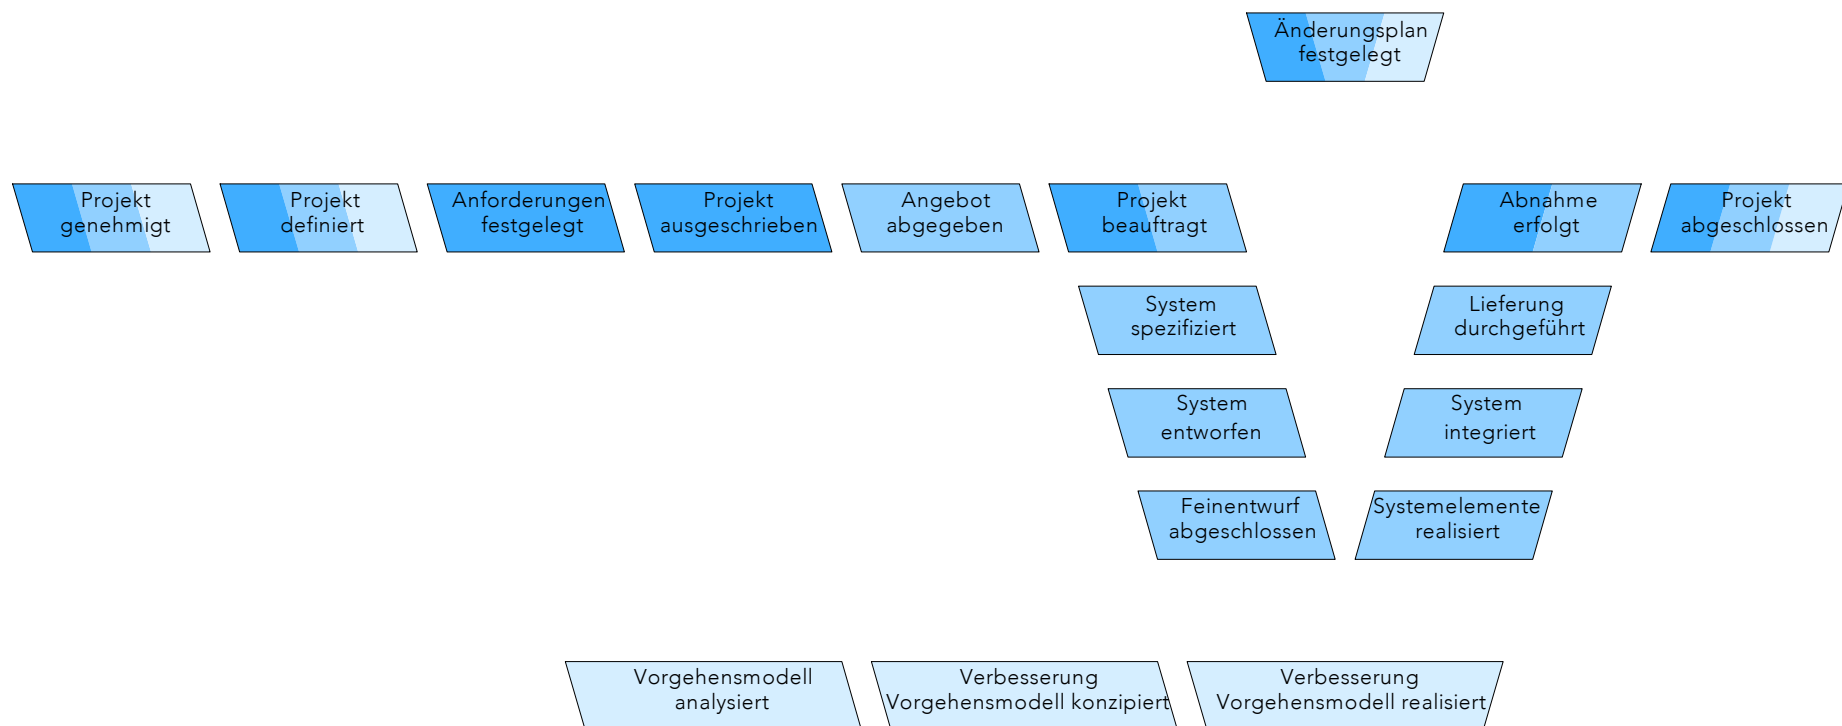 Änderungsplan
festgelegt
Projekt
genehmigt
Projekt
definiert
Anforderungen
festgelegt
Projekt
ausgeschrieben
Angebot
abgegeben
Projekt
beauftragt
Abnahme
erfolgt
Projekt
abgeschlossen
System
spezifiziert
Lieferung
durchgeführt
System
entworfen
System
integriert
Feinentwurf
abgeschlossen
Systemelemente
realisiert
Vorgehensmodell
analysiert
Verbesserung
Vorgehensmodell konzipiert
Verbesserung
Vorgehensmodell realisiert